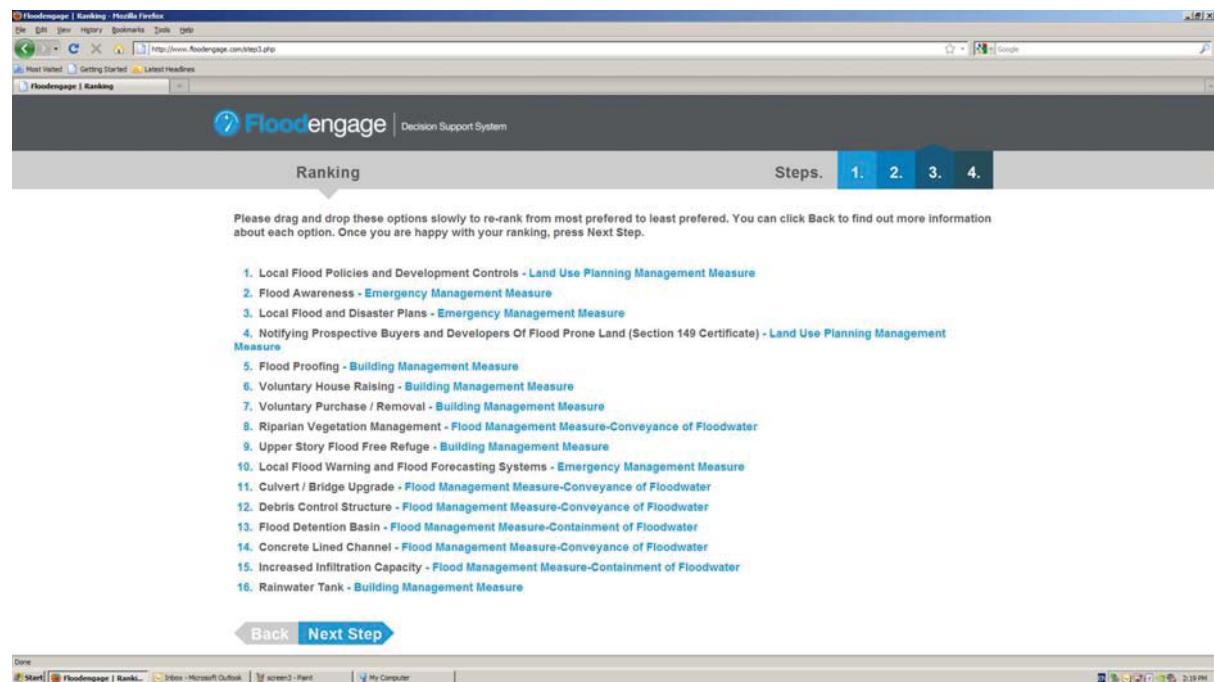 Floodengage | Ranking - Mozilla Firefox
File Edit View History Bookmarks Tools Help
http://www.floodengage.com/step3.php
Google
Most Visited Getting Started Latest Headlines
Floodengage | Ranking
Floodengage Decision Support System
Ranking
Steps. 1. 2. 3. 4.
Please drag and drop these options slowly to re-rank from most prefered to least prefered. You can click Back to find out more information
about each option. Once you are happy with your ranking, press Next Step.
1. Local Flood Policies and Development Controls - Land Use Planning Management Measure
2. Flood Awareness - Emergency Management Measure
3. Local Flood and Disaster Plans - Emergency Management Measure
4. Notifying Prospective Buyers and Developers Of Flood Prone Land (Section 149 Certificate) - Land Use Planning Management
Measure
5. Flood Proofing - Building Management Measure
6. Voluntary House Raising - Building Management Measure
7. Voluntary Purchase / Removal - Building Management Measure
8. Riparian Vegetation Management - Flood Management Measure-Conveyance of Floodwater
9. Upper Story Flood Free Refuge - Building Management Measure
10. Local Flood Warning and Flood Forecasting Systems - Emergency Management Measure
11. Culvert / Bridge Upgrade - Flood Management Measure-Conveyance of Floodwater
12. Debris Control Structure - Flood Management Measure-Conveyance of Floodwater
13. Flood Detention Basin - Flood Management Measure-Containment of Floodwater
14. Concrete Lined Channel - Flood Management Measure-Conveyance of Floodwater
15. Increased Infiltration Capacity - Flood Management Measure-Containment of Floodwater
16. Rainwater Tank - Building Management Measure
Back Next Step
Done
Start Floodengage | Ranki... Inbox - Microsoft Outlook screen3 - Paint My Computer 2:19 PM